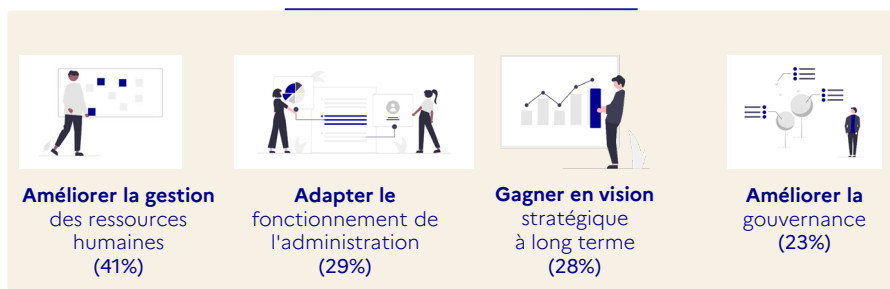 Améliorer la gestion
des ressources
humaines
(41%)
Adapter le
fonctionnement de
l'administration
(29%)
Gagner en vision
stratégique
à long terme
(28%)
Améliorer la
gouvernance
(23%)